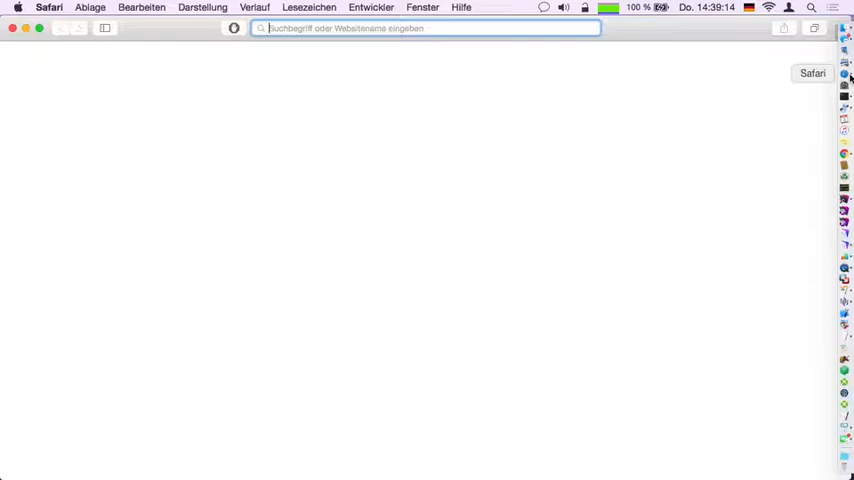 Safari Ablage Bearbeiten Darstellung Verlauf Lesezeichen Entwickler Fenster Hilfe 100 % Do. 14:39:14
Suchbegriff oder Websitename eingeben
Safari